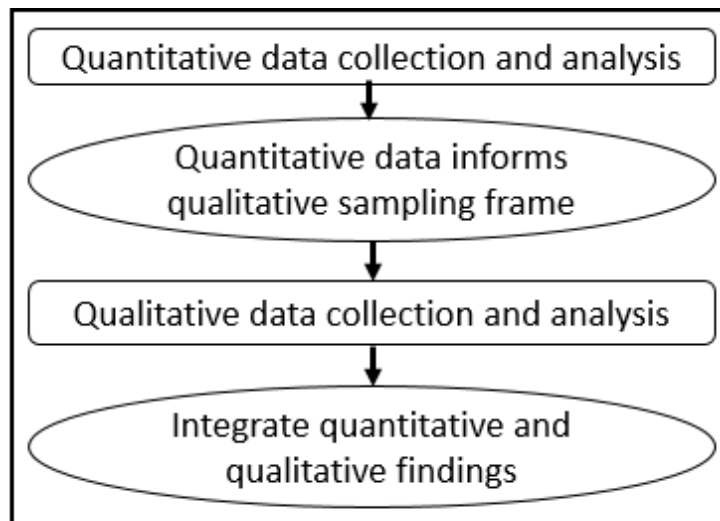 Quantitative data collection and analysis
Quantitative data informs
qualitative sampling frame
Qualitative data collection and analysis
Integrate quantitative and
qualitative findings